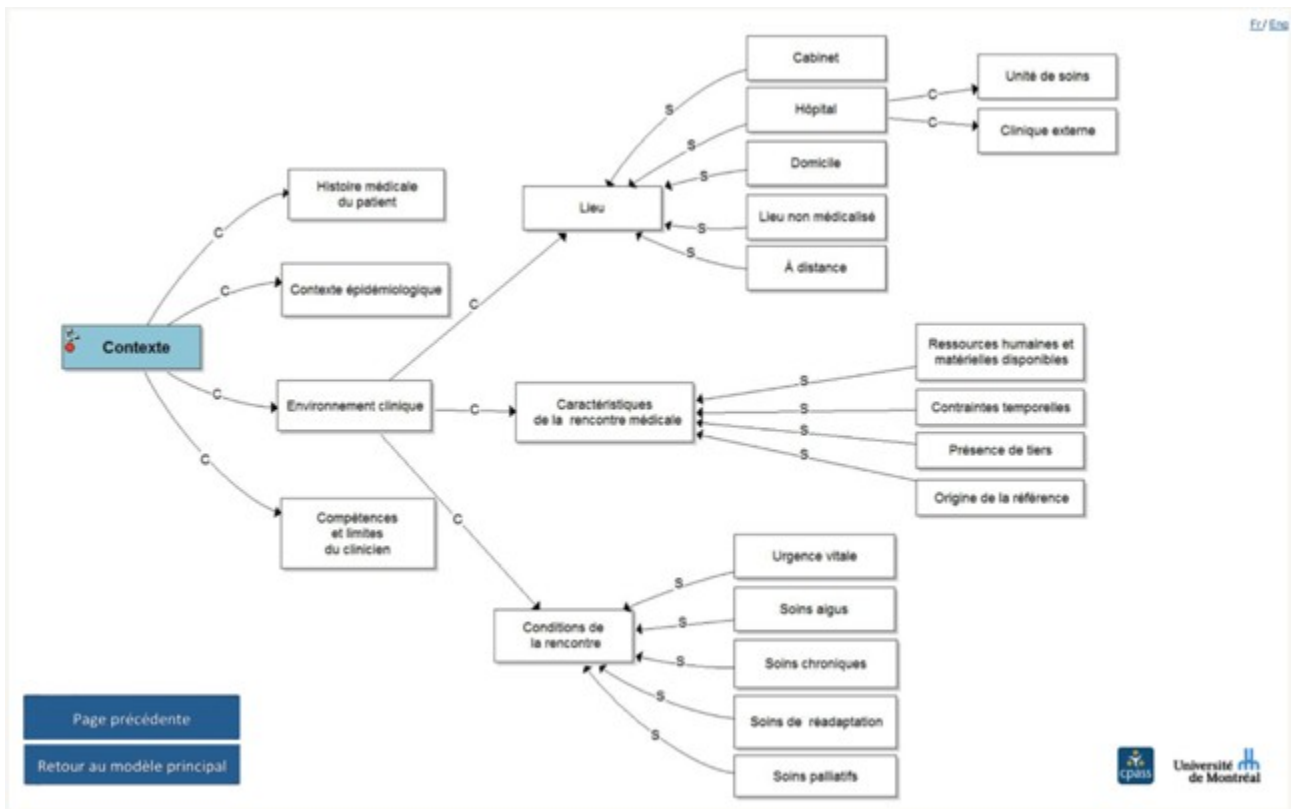 Fr/ Eng
Cabinet
Unité de soins
Hôpital
Clinique externe
Domicile
Histoire médicale
du patient
Lieu
Lieu non médicalisé
À distance
Contexte épidémiologique
Contexte
Ressources humaines et
matérielles disponibles
Environnement clinique
Caractéristiques
de la rencontre médicale
Contraintes temporelles
Présence de tiers
Origine de la référence
Compétences
et limites
du clinicien
Urgence vitale
Soins aigus
Conditions de
la rencontre
Soins chroniques
Soins de réadaptation
Soins palliatifs
C
C
C
C
C
C
C
C
C
S
S
S
S
S
S
S
S
S
S
S
S
S
S
Page précédente
Retour au modèle principal
cpass
Université
de Montréal